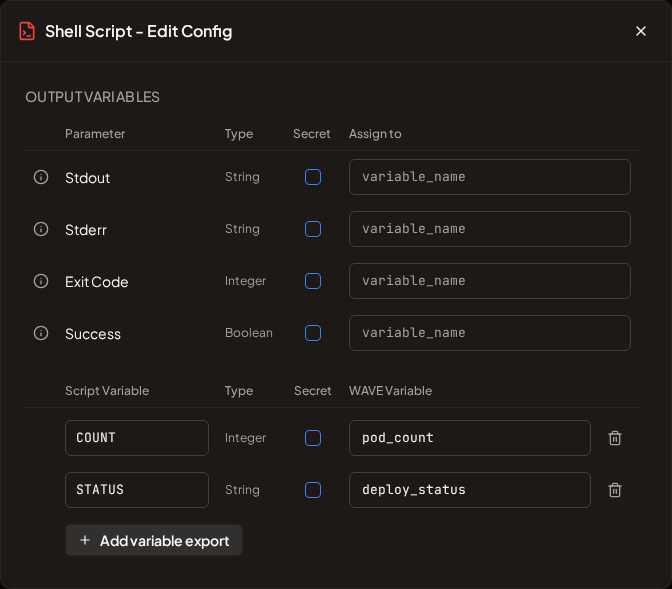 Shell Script - Edit Config
OUTPUT VARIABLES
Parameter Type Secret Assign to
Stdout String variable_name
Stderr String variable_name
Exit Code Integer variable_name
Success Boolean variable_name
Script Variable Type Secret WAVE Variable
COUNT Integer pod_count
STATUS String deploy_status
+ Add variable export